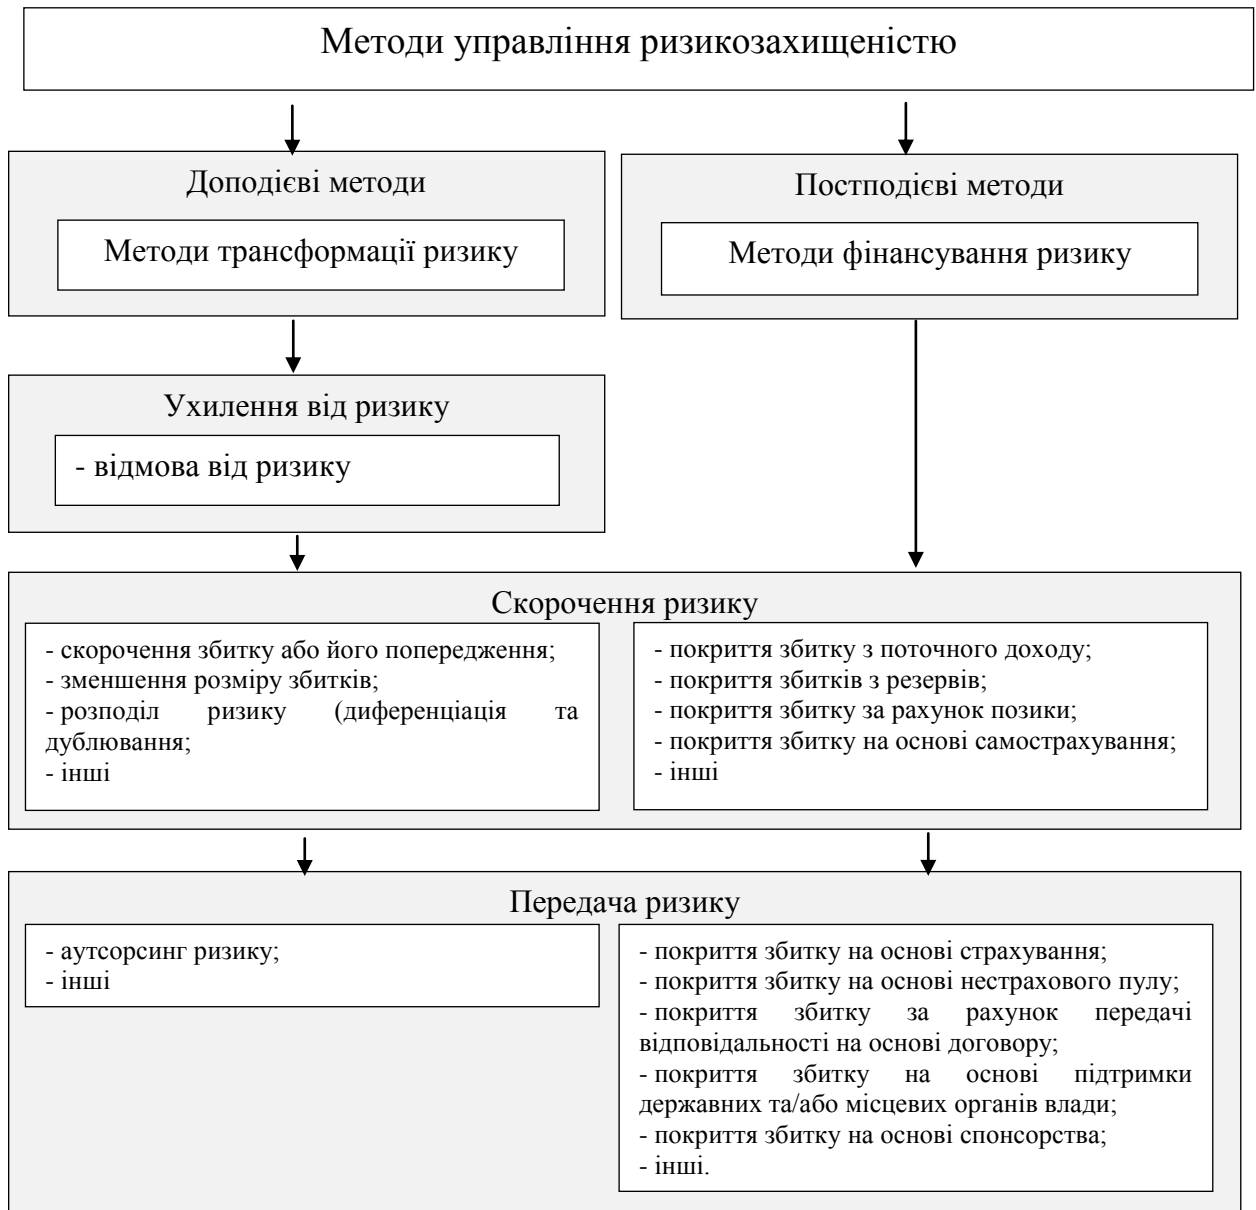 Методи управління ризикозахищеністю
Доподієві методи
Методи трансформації ризику
Постподієві методи
Методи фінансування ризику
Ухилення від ризику
- відмова від ризику
Скорочення ризику
- скорочення збитку або його попередження;
- зменшення розміру збитків;
- розподіл ризику (диференціація та
дублювання;
- інші
- покриття збитку з поточного доходу;
- покриття збитків з резервів;
- покриття збитку за рахунок позики;
- покриття збитку на основі самострахування;
- інші
Передача ризику
- аутсорсинг ризику;
- інші
- покриття збитку на основі страхування;
- покриття збитку на основі нестрахового пулу;
- покриття збитку за рахунок передачі
відповідальності на основі договору;
- покриття збитку на основі підтримки
державних та/або місцевих органів влади;
- покриття збитку на основі спонсорства;
- інші.